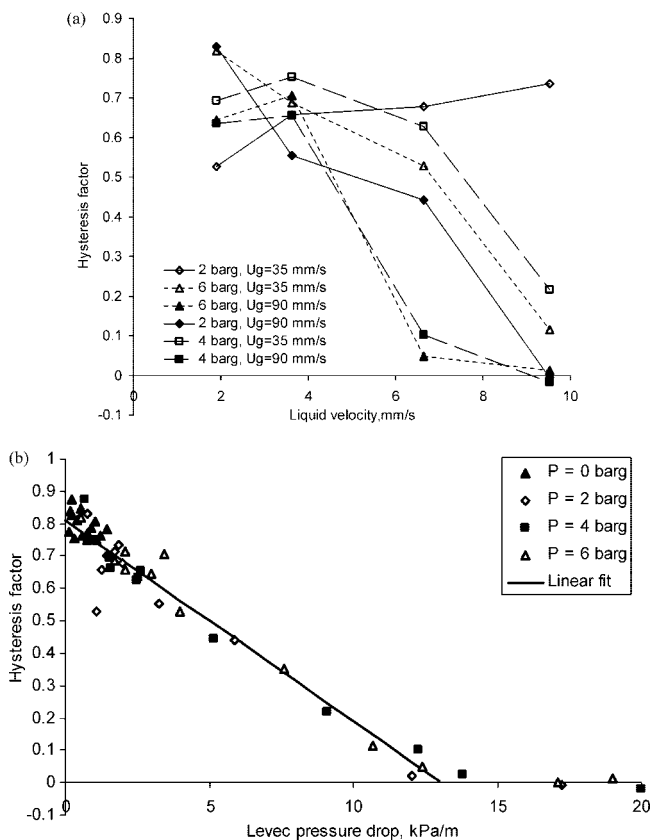 (a)
0.9
0.8
0.7
0.6
0.5
0.4
0.3
0.2
0.1
0
-0.1
Hysteresis factor
2 barg, Ug=35 mm/s
6 barg, Ug=35 mm/s
6 barg, Ug=90 mm/s
2 barg, Ug=90 mm/s
4 barg, Ug=35 mm/s
4 barg, Ug=90 mm/s
0 2 4 6 8 10
Liquid velocity,mm/s
(b)
1
0.9
0.8
0.7
0.6
0.5
0.4
0.3
0.2
0.1
0
-0.1
Hysteresis factor
P = 0 barg
P = 2 barg
P = 4 barg
P = 6 barg
Linear fit
0 5 10 15 20
Levec pressure drop, kPa/m